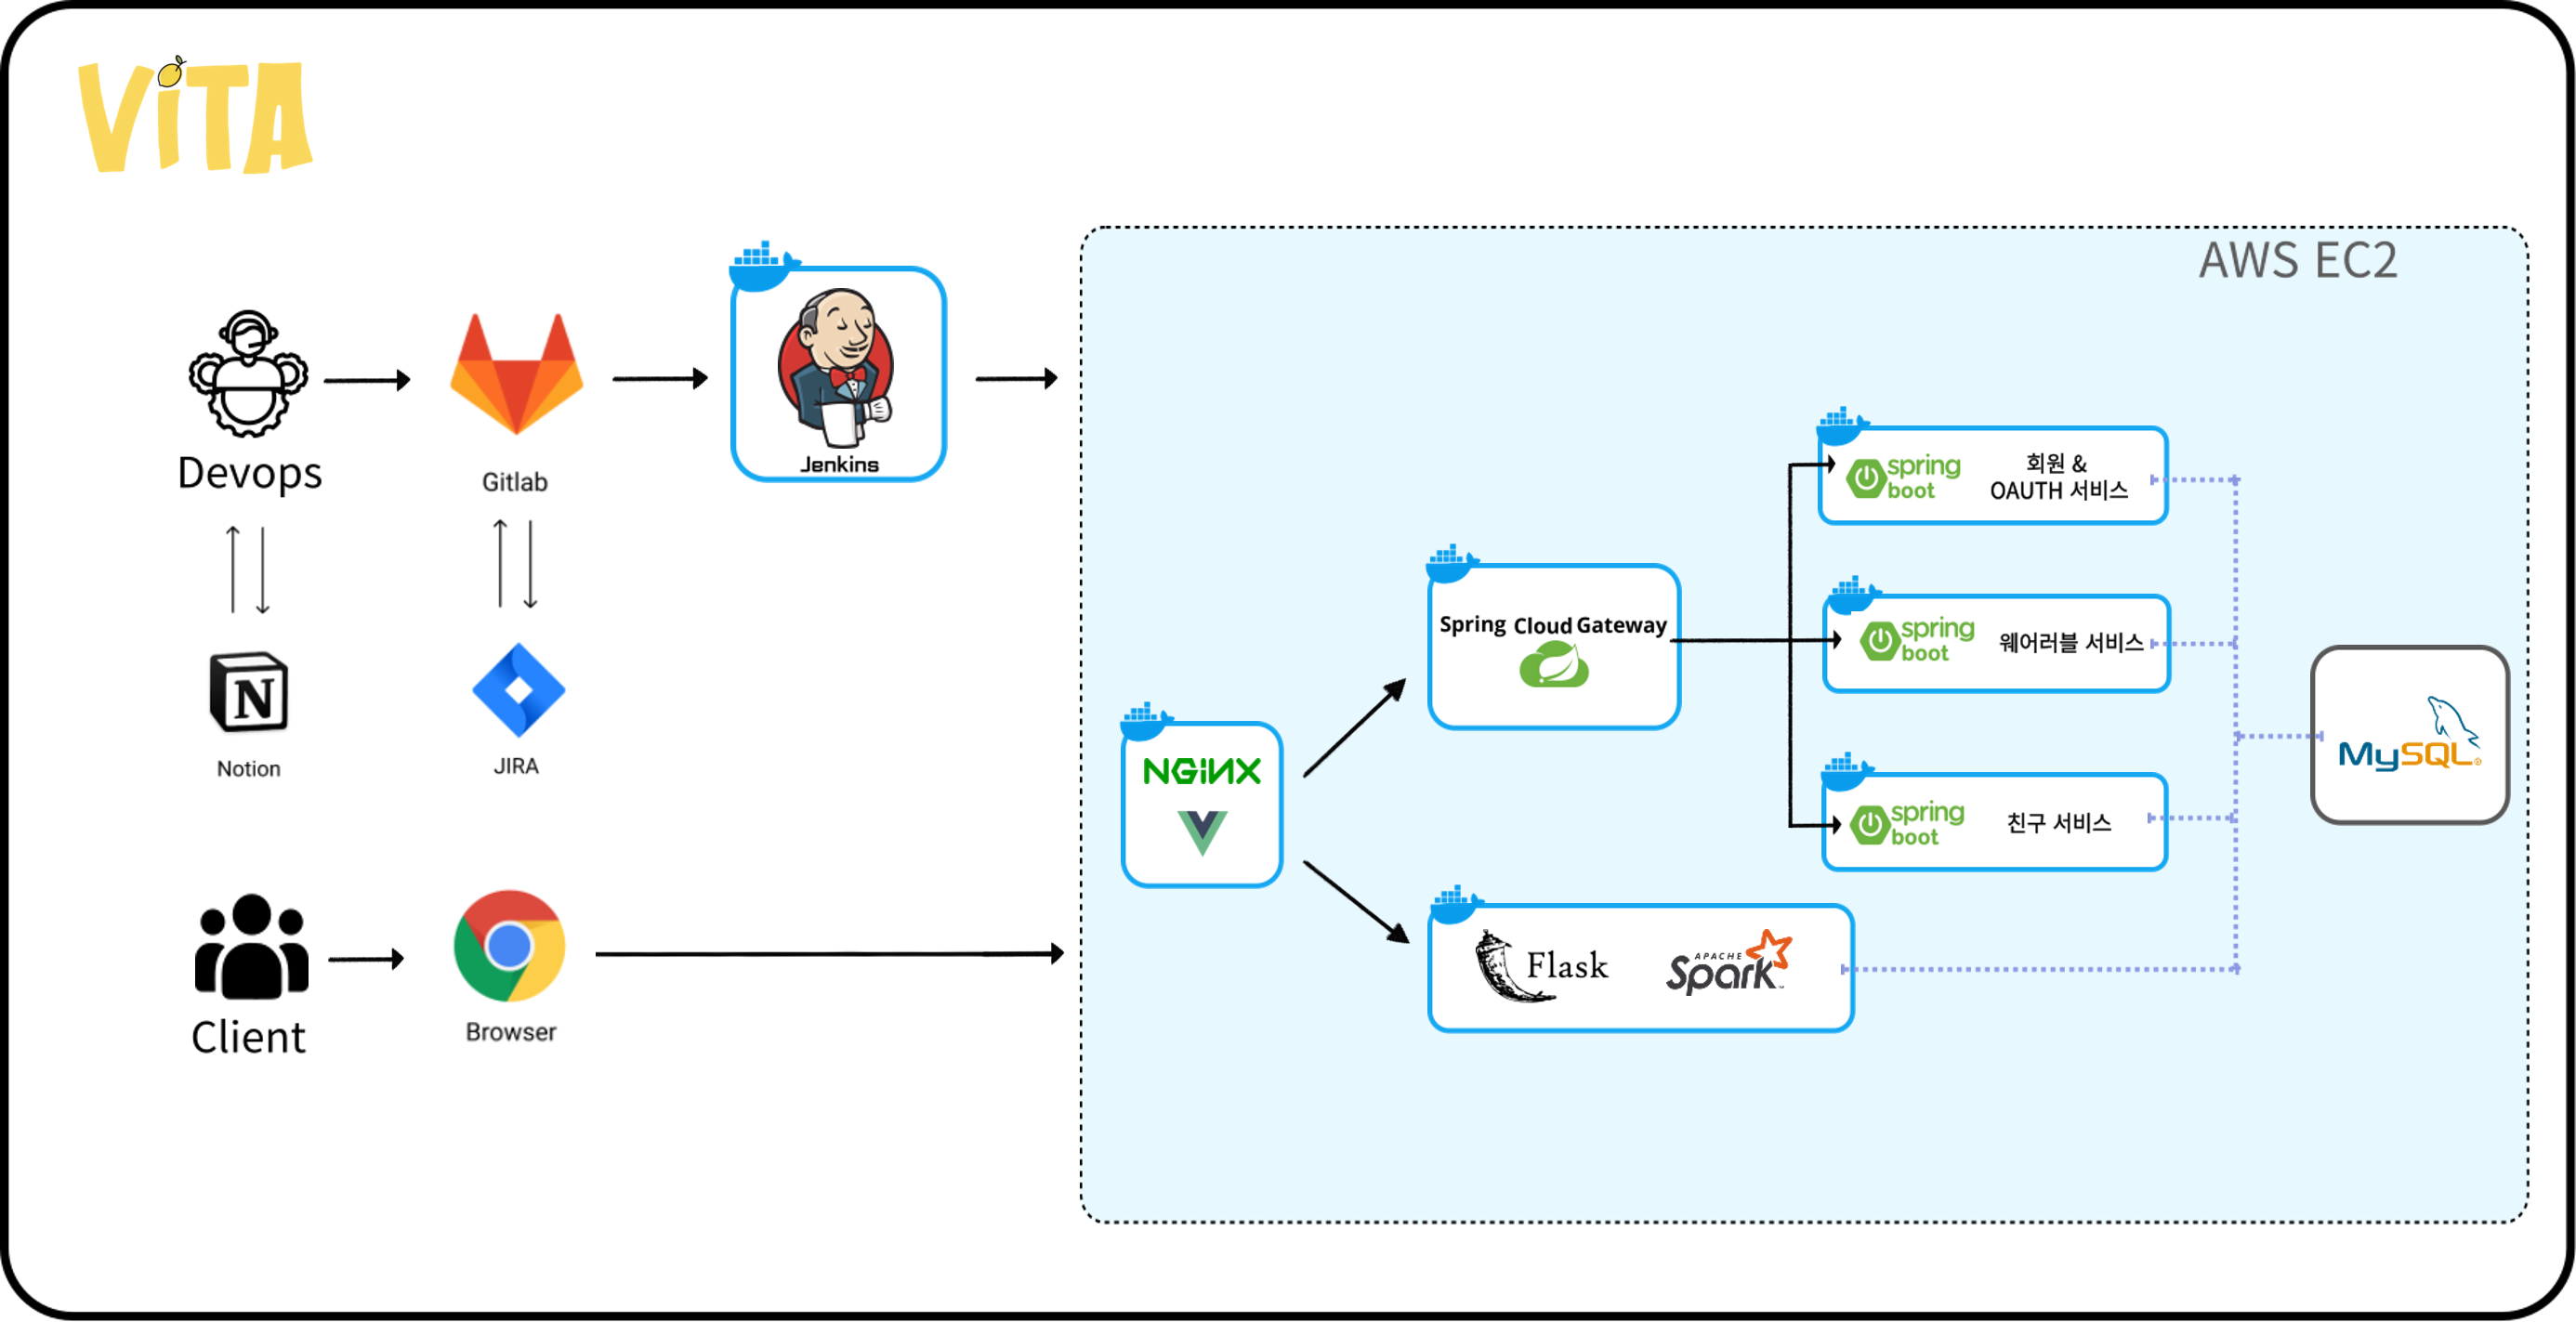 ViTA
AWS EC2
Devops
Gitlab
Jenkins
Notion
JIRA
Client
Browser
NGiNX
Spring Cloud Gateway
spring
boot
회원 &
OAUTH 서비스
spring
boot
웨어러블 서비스
spring
boot
친구 서비스
Flask
APACHE
Spark
MySQL